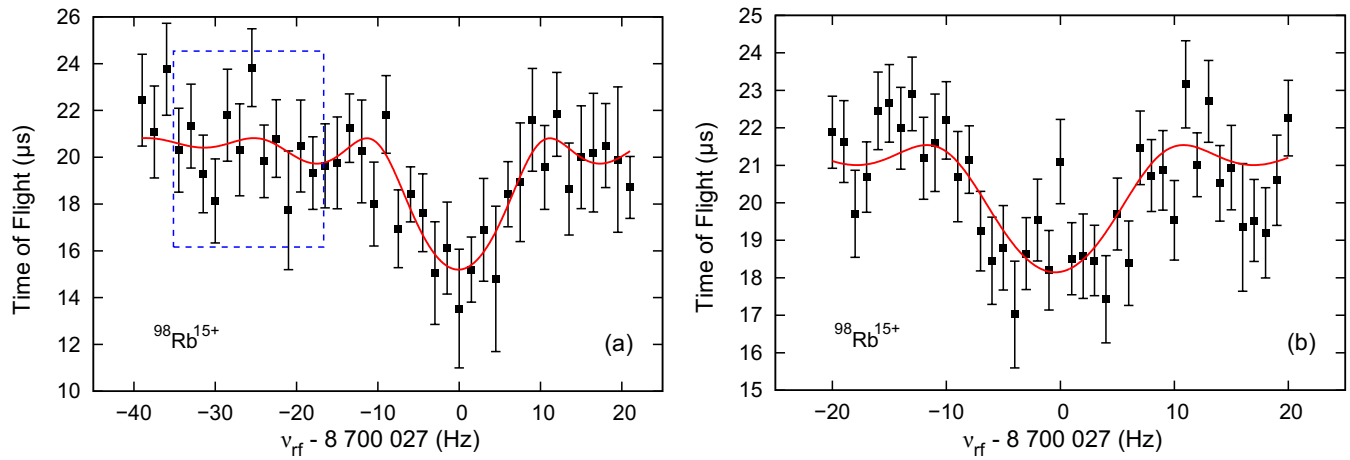 26
24
22
20
18
16
14
12
10
Time of Flight (μs)
⁹⁸Rb¹⁵⁺
(a)
−40 −30 −20 −10 0 10 20
ν_rf - 8 700 027 (Hz)
25
24
23
22
21
20
19
18
17
16
15
Time of Flight (μs)
⁹⁸Rb¹⁵⁺
(b)
−20 −10 0 10 20
ν_rf - 8 700 027 (Hz)